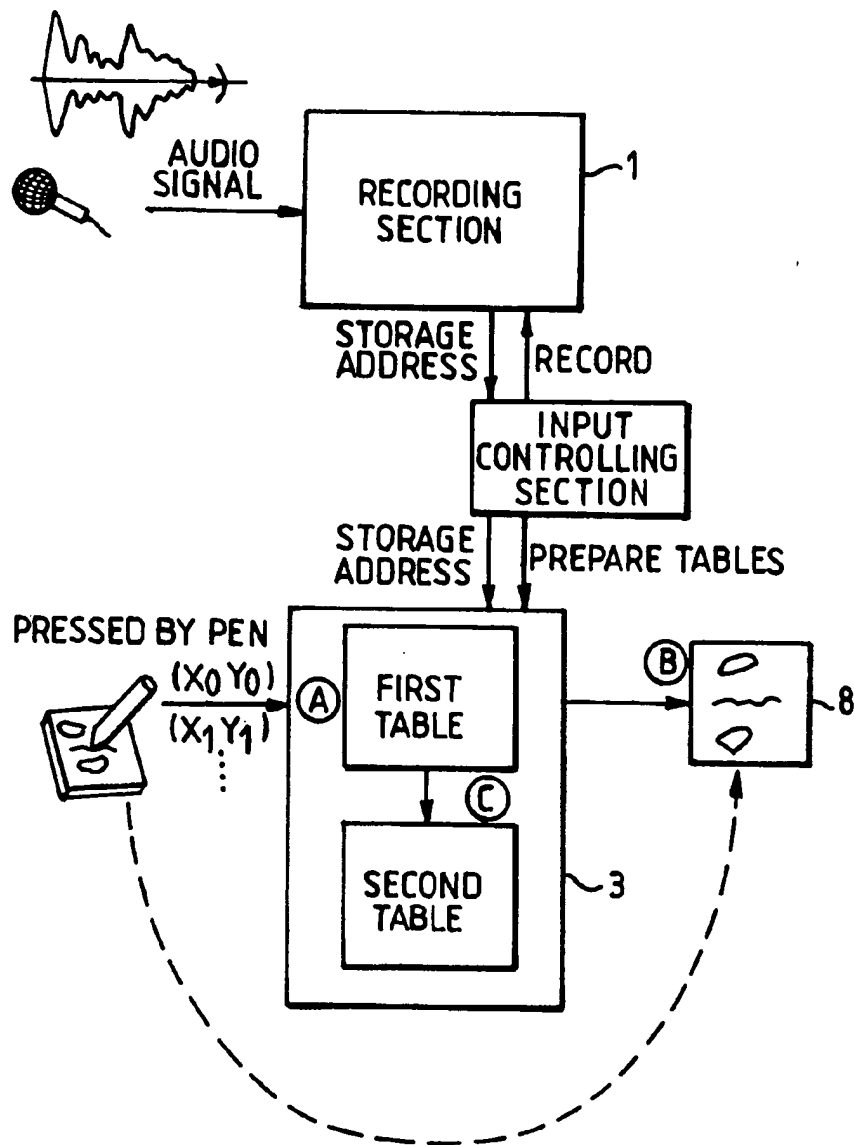 AUDIO
SIGNAL
RECORDING
SECTION
1
STORAGE
ADDRESS
RECORD
INPUT
CONTROLLING
SECTION
STORAGE
ADDRESS
PREPARE TABLES
PRESSED BY PEN
(X0 Y0)
(X1 Y1)
⋮
A
FIRST
TABLE
B
8
C
SECOND
TABLE
3